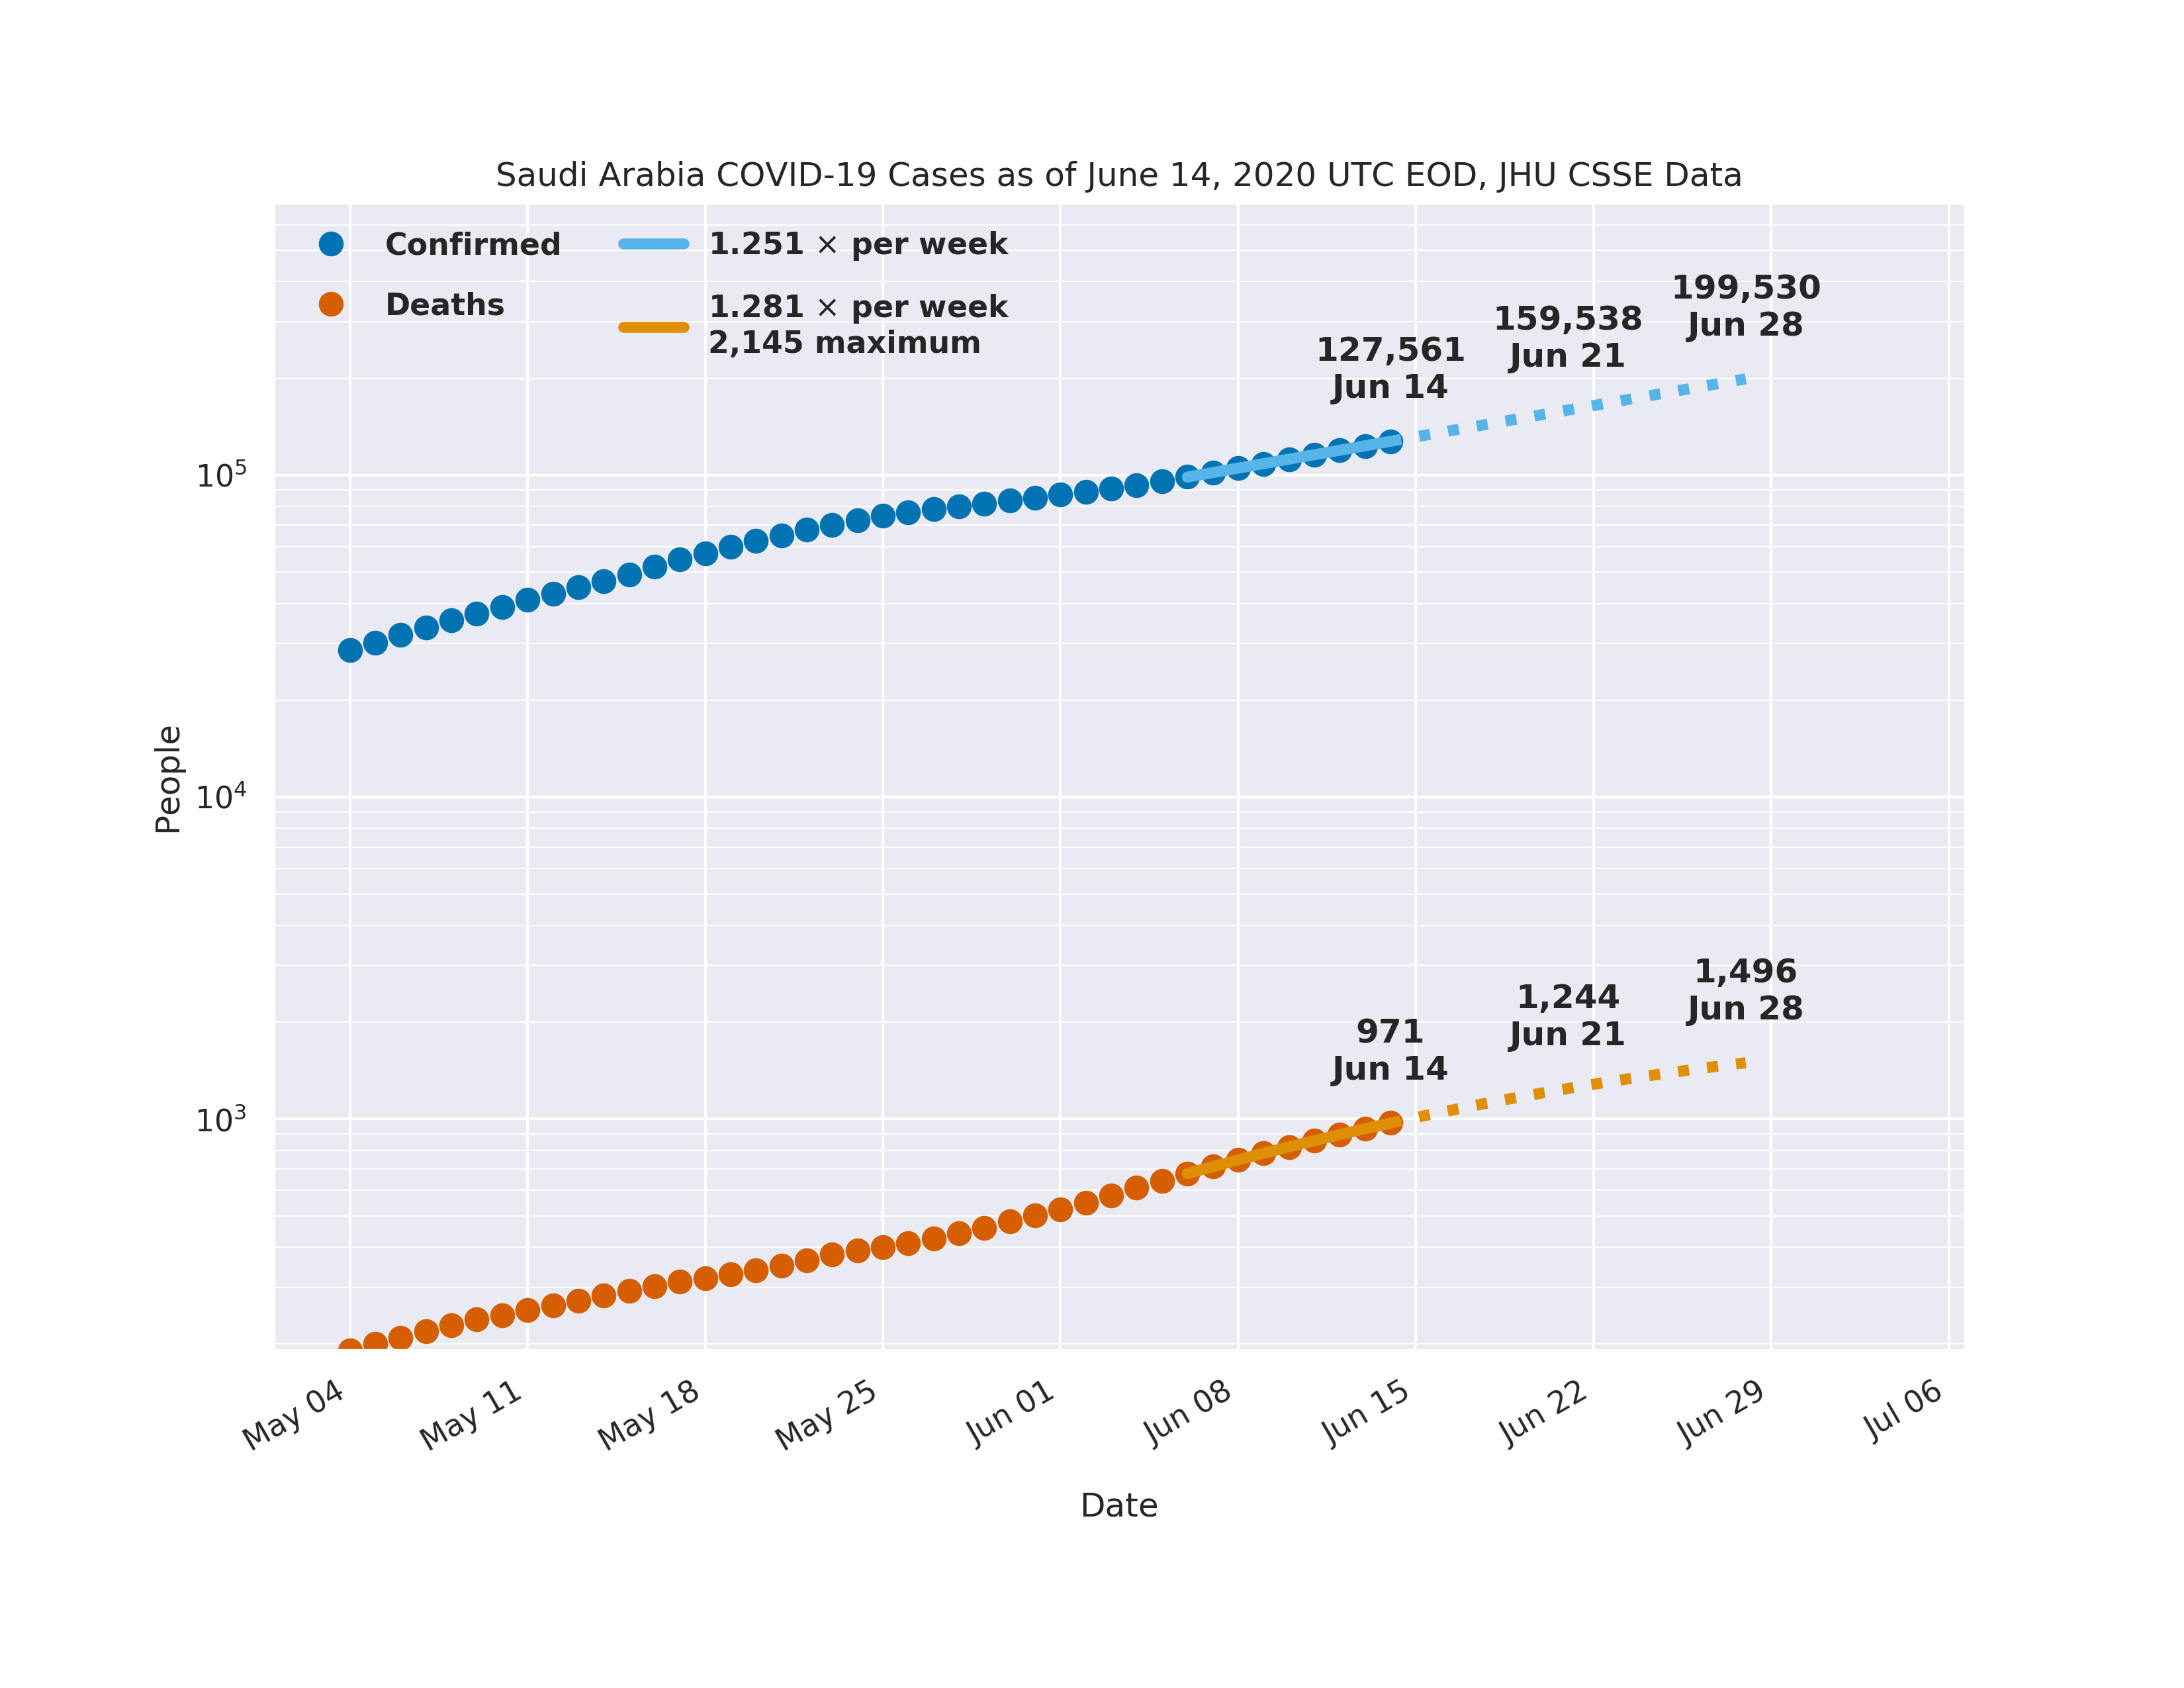 Saudi Arabia COVID-19 Cases as of June 14, 2020 UTC EOD, JHU CSSE Data
Confirmed
Deaths
1.251 × per week
1.281 × per week
2,145 maximum
127,561
Jun 14
159,538
Jun 21
199,530
Jun 28
971
Jun 14
1,244
Jun 21
1,496
Jun 28
People
10⁵
10⁴
10³
May 04
May 11
May 18
May 25
Jun 01
Jun 08
Jun 15
Jun 22
Jun 29
Jul 06
Date